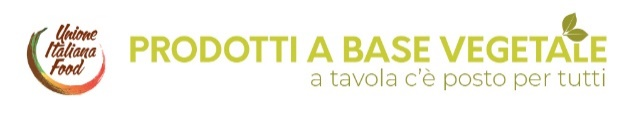 Unione
Italiana
Food
PRODOTTI A BASE VEGETALE
a tavola c'è posto per tutti